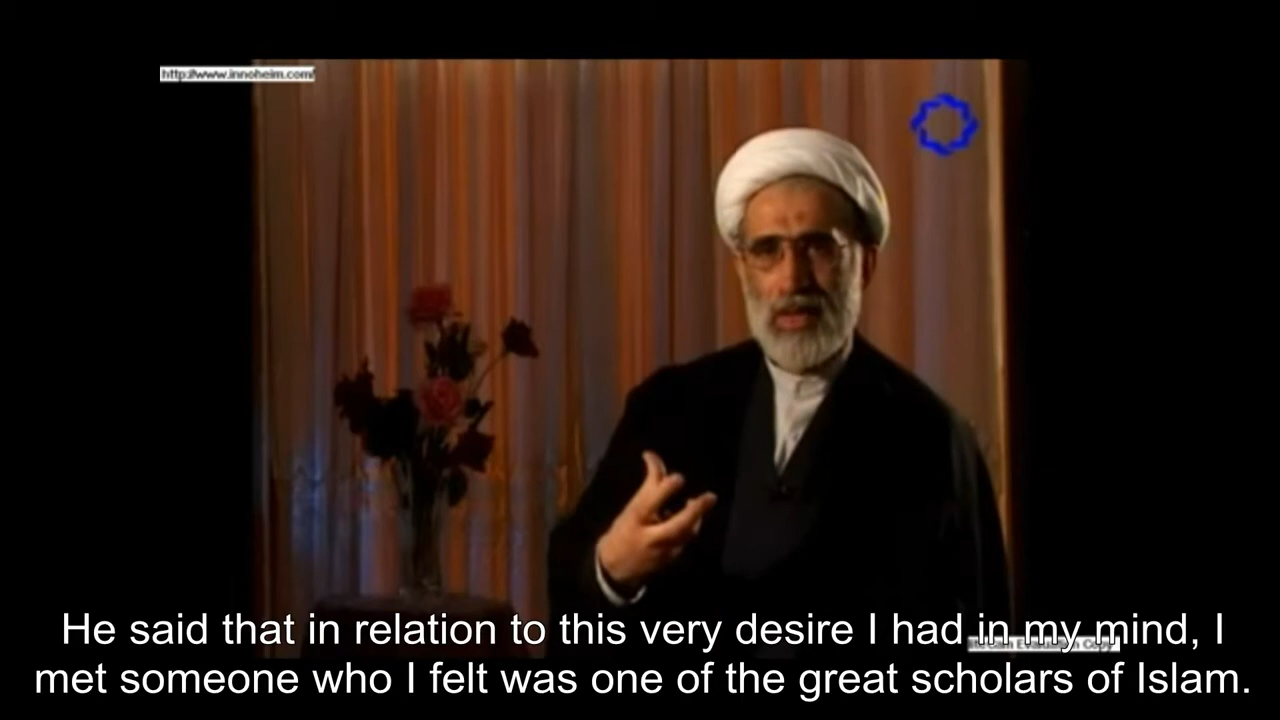 http://www.innoheim.com/
He said that in relation to this very desire I had in my mind, I
met someone who I felt was one of the great scholars of Islam.